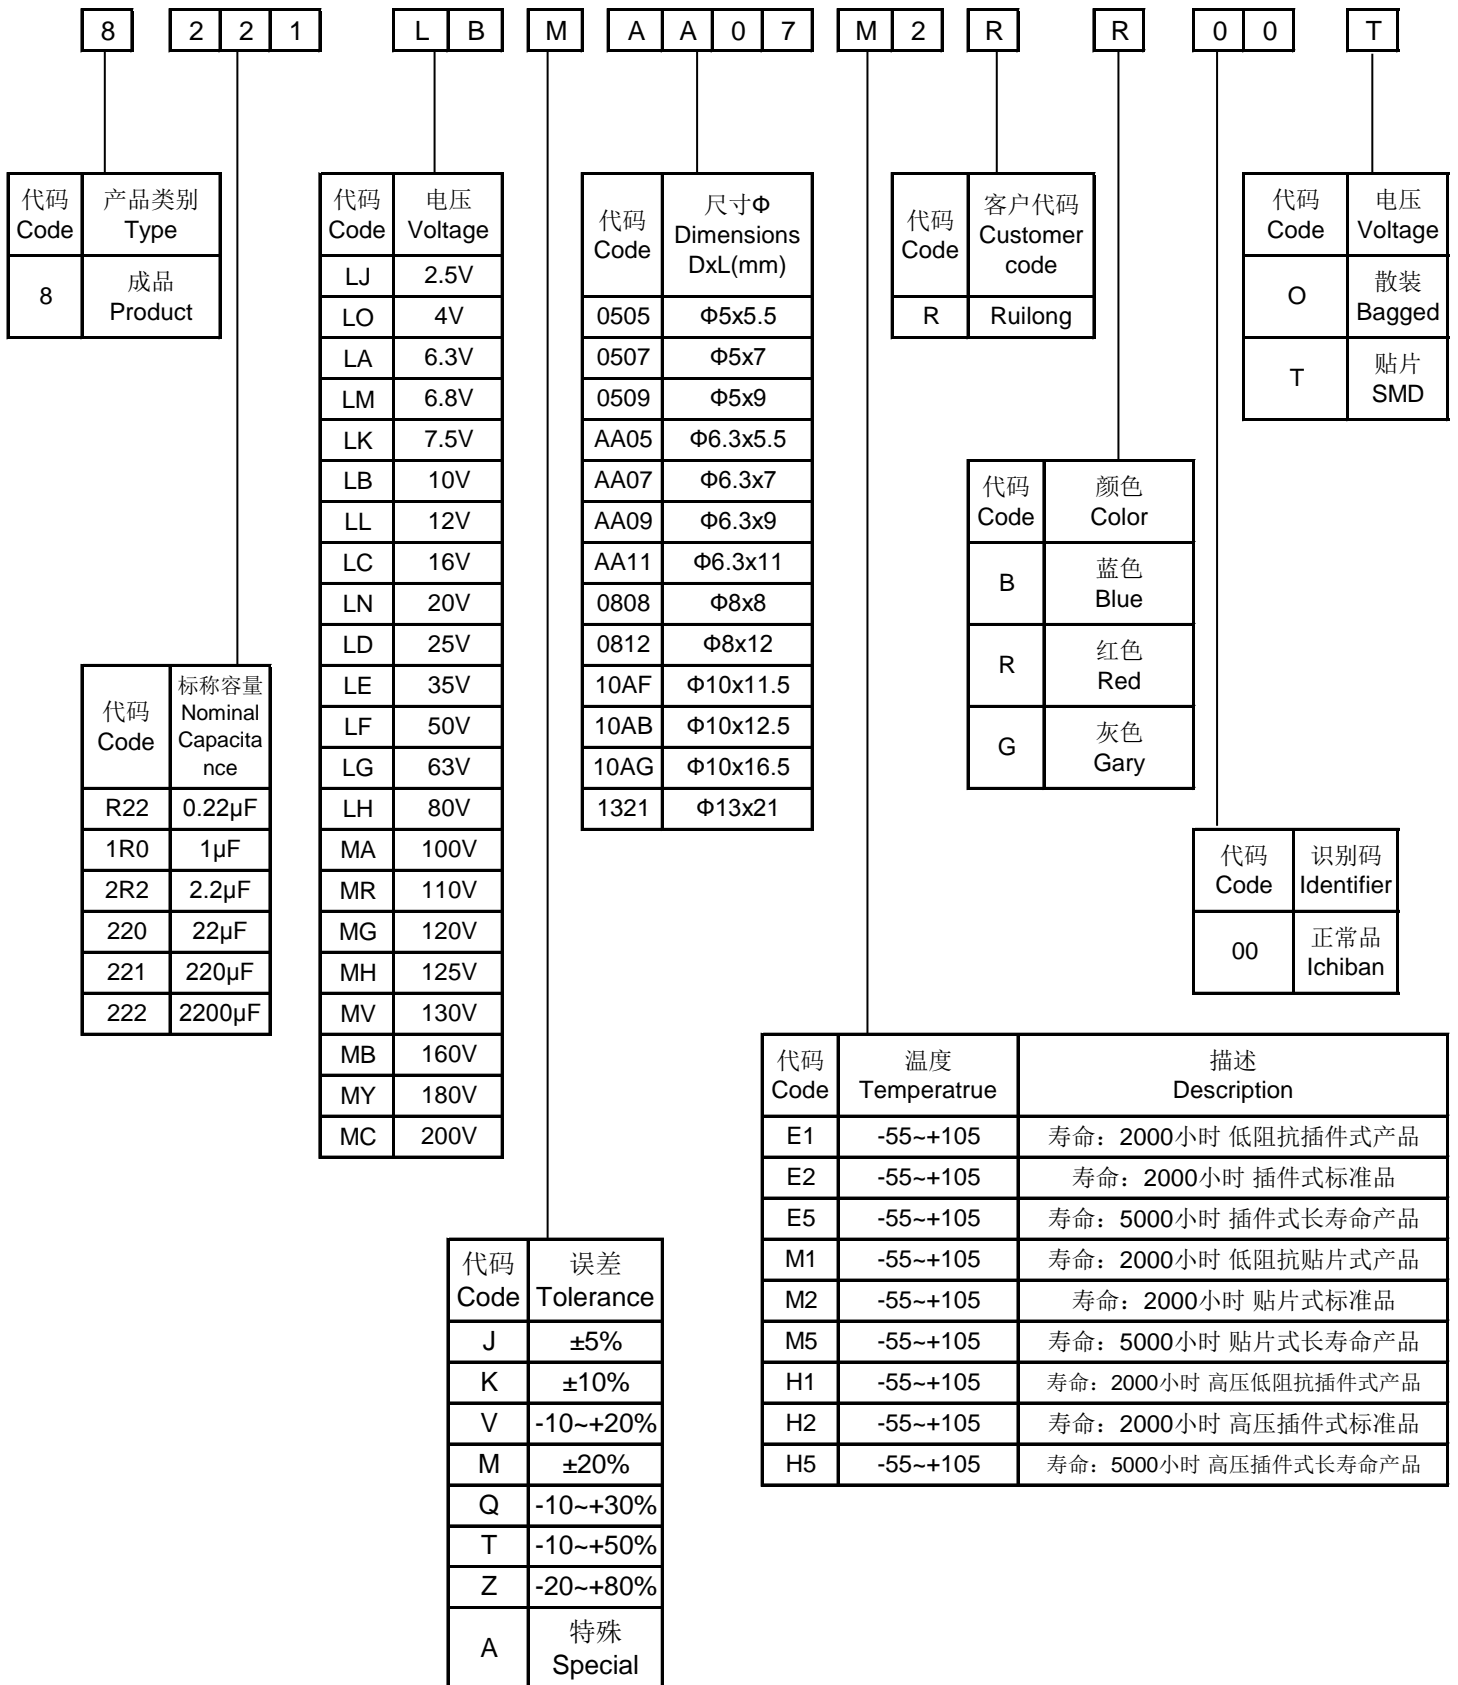 8 2 2 1 L B M A A 0 7 M 2 R R 0 0 T
代码 产品类别
Code Type
8 成品
Product
代码 电压
Code Voltage
LJ 2.5V
LO 4V
LA 6.3V
LM 6.8V
LK 7.5V
LB 10V
LL 12V
LC 16V
LN 20V
LD 25V
LE 35V
LF 50V
LG 63V
LH 80V
MA 100V
MR 110V
MG 120V
MH 125V
MV 130V
MB 160V
MY 180V
MC 200V
代码
Code
尺寸Φ
Dimensions
DxL(mm)
0505 Φ5x5.5
0507 Φ5x7
0509 Φ5x9
AA05 Φ6.3x5.5
AA07 Φ6.3x7
AA09 Φ6.3x9
AA11 Φ6.3x11
0808 Φ8x8
0812 Φ8x12
10AF Φ10x11.5
10AB Φ10x12.5
10AG Φ10x16.5
1321 Φ13x21
代码
Code
客户代码
Customer
code
R Ruilong
代码 电压
Code Voltage
O 散装
Bagged
T 贴片
SMD
代码 颜色
Code Color
B 蓝色
Blue
R 红色
Red
G 灰色
Gary
代码
Code
标称容量
Nominal
Capacita
nce
R22 0.22µF
1R0 1µF
2R2 2.2µF
220 22µF
221 220µF
222 2200µF
代码 识别码
Code Identifier
00 正常品
Ichiban
代码 温度 描述
Code Temperatrue Description
E1 -55~+105 寿命：2000小时 低阻抗插件式产品
E2 -55~+105 寿命：2000小时 插件式标准品
E5 -55~+105 寿命：5000小时 插件式长寿命产品
M1 -55~+105 寿命：2000小时 低阻抗贴片式产品
M2 -55~+105 寿命：2000小时 贴片式标准品
M5 -55~+105 寿命：5000小时 贴片式长寿命产品
H1 -55~+105 寿命：2000小时 高压低阻抗插件式产品
H2 -55~+105 寿命：2000小时 高压插件式标准品
H5 -55~+105 寿命：5000小时 高压插件式长寿命产品
代码 误差
Code Tolerance
J ±5%
K ±10%
V -10~+20%
M ±20%
Q -10~+30%
T -10~+50%
Z -20~+80%
A 特殊
Special